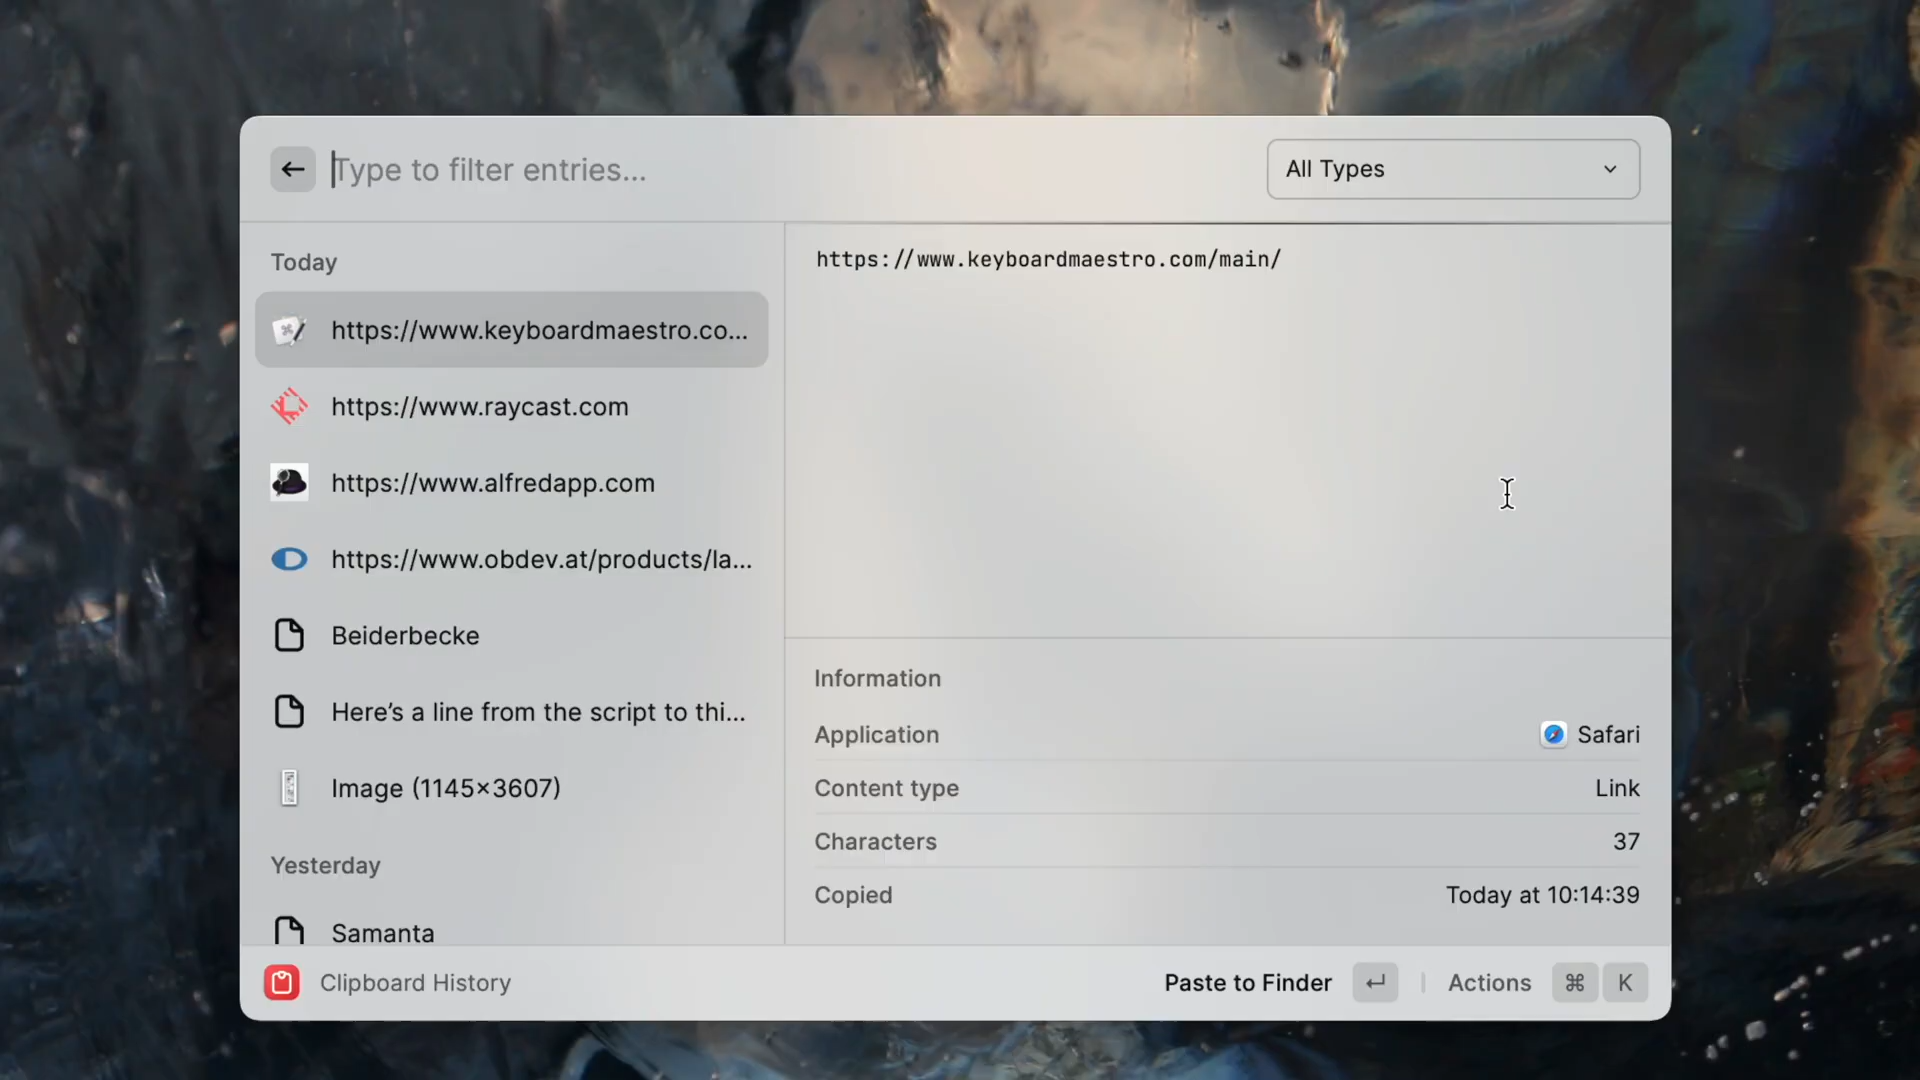 Type to filter entries...
All Types
Today
https://www.keyboardmaestro.co...
https://www.raycast.com
https://www.alfredapp.com
https://www.obdev.at/products/la...
Beiderbecke
Here’s a line from the script to thi...
Image (1145×3607)
Yesterday
Samanta
https://www.keyboardmaestro.com/main/
Information
Application Safari
Content type Link
Characters 37
Copied Today at 10:14:39
Clipboard History
Paste to Finder ↵ | Actions ⌘ K